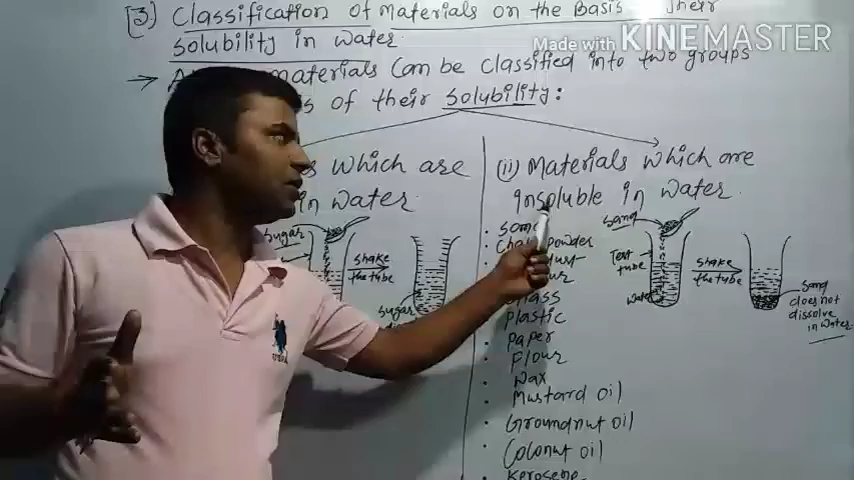 [3]. Classification of Materials on the Basis Their
solubility in water
Made with KINEMASTER
materials Can be classified into two groups
of their solubility:
which are
in water
Sugar
shake
the tube
sugar
(ii) Materials which are
insoluble in water
powder
Glass
Plastic
Paper
Flour
Wax
Mustard oil
Groundnut oil
Coconut oil
Kerosene
Sand
Test
tube
water
shake
the tube
Sand
does not
dissolve
in water